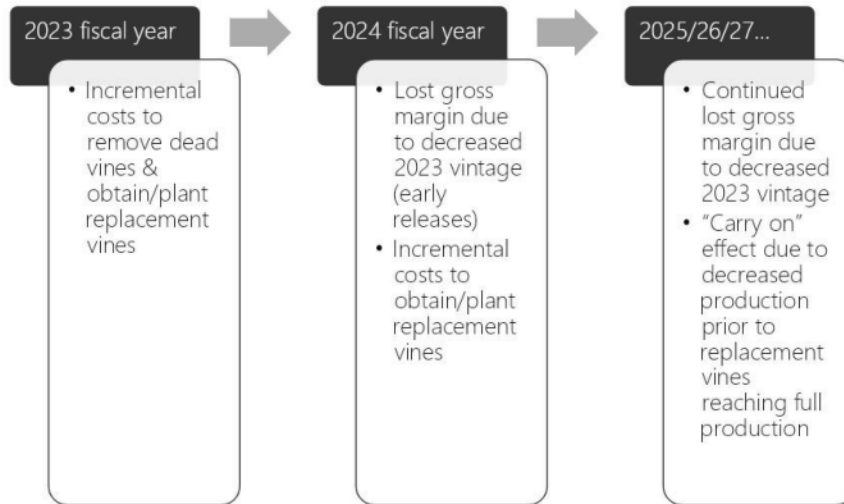 2023 fiscal year
• Incremental
costs to
remove dead
vines &
obtain/plant
replacement
vines
2024 fiscal year
• Lost gross
margin due to
decreased
2023 vintage
(early
releases)
• Incremental
costs to
obtain/plant
replacement
vines
2025/26/27...
• Continued
lost gross
margin due
to decreased
2023 vintage
• “Carry on”
effect due to
decreased
production
prior to
replacement
vines
reaching full
production